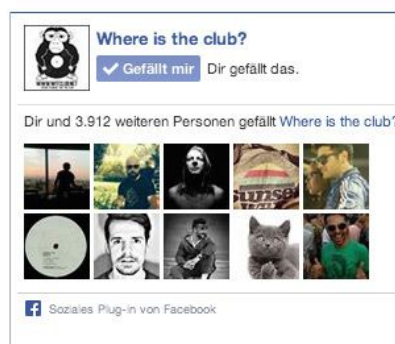 Where is the club?
Gefällt mir Dir gefällt das.
Dir und 3.912 weiteren Personen gefällt Where is the club?
Sunset
Soziales Plug-in von Facebook